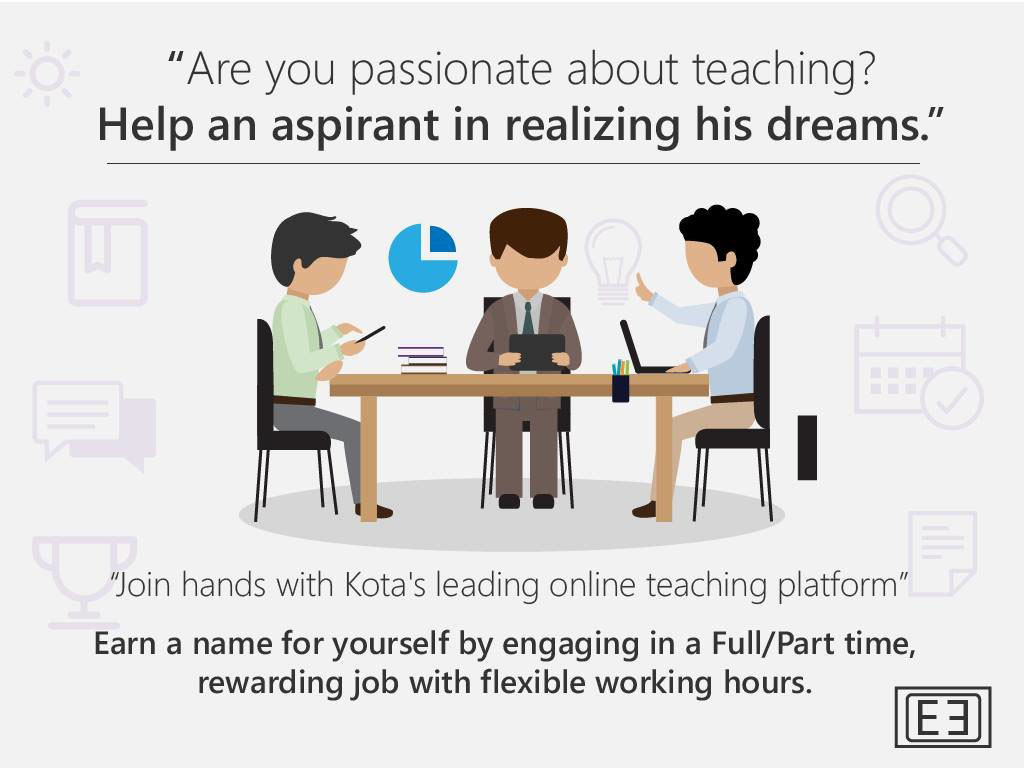 “Are you passionate about teaching?
Help an aspirant in realizing his dreams.”
“Join hands with Kota's leading online teaching platform”
Earn a name for yourself by engaging in a Full/Part time,
rewarding job with flexible working hours.
EƎ